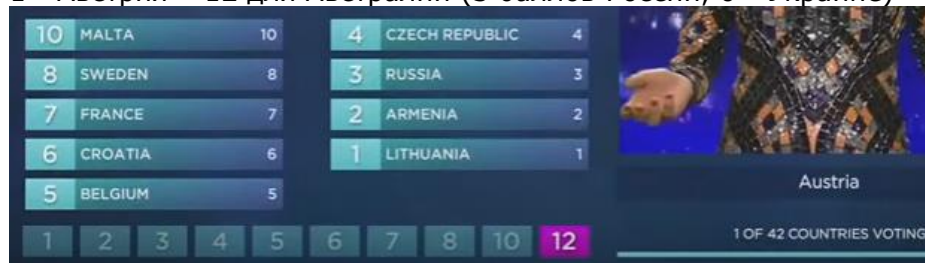 10 MALTA 10
8 SWEDEN 8
7 FRANCE 7
6 CROATIA 6
5 BELGIUM 5
4 CZECH REPUBLIC 4
3 RUSSIA 3
2 ARMENIA 2
1 LITHUANIA 1
1 2 3 4 5 6 7 8 10 12
Austria
1 OF 42 COUNTRIES VOTING